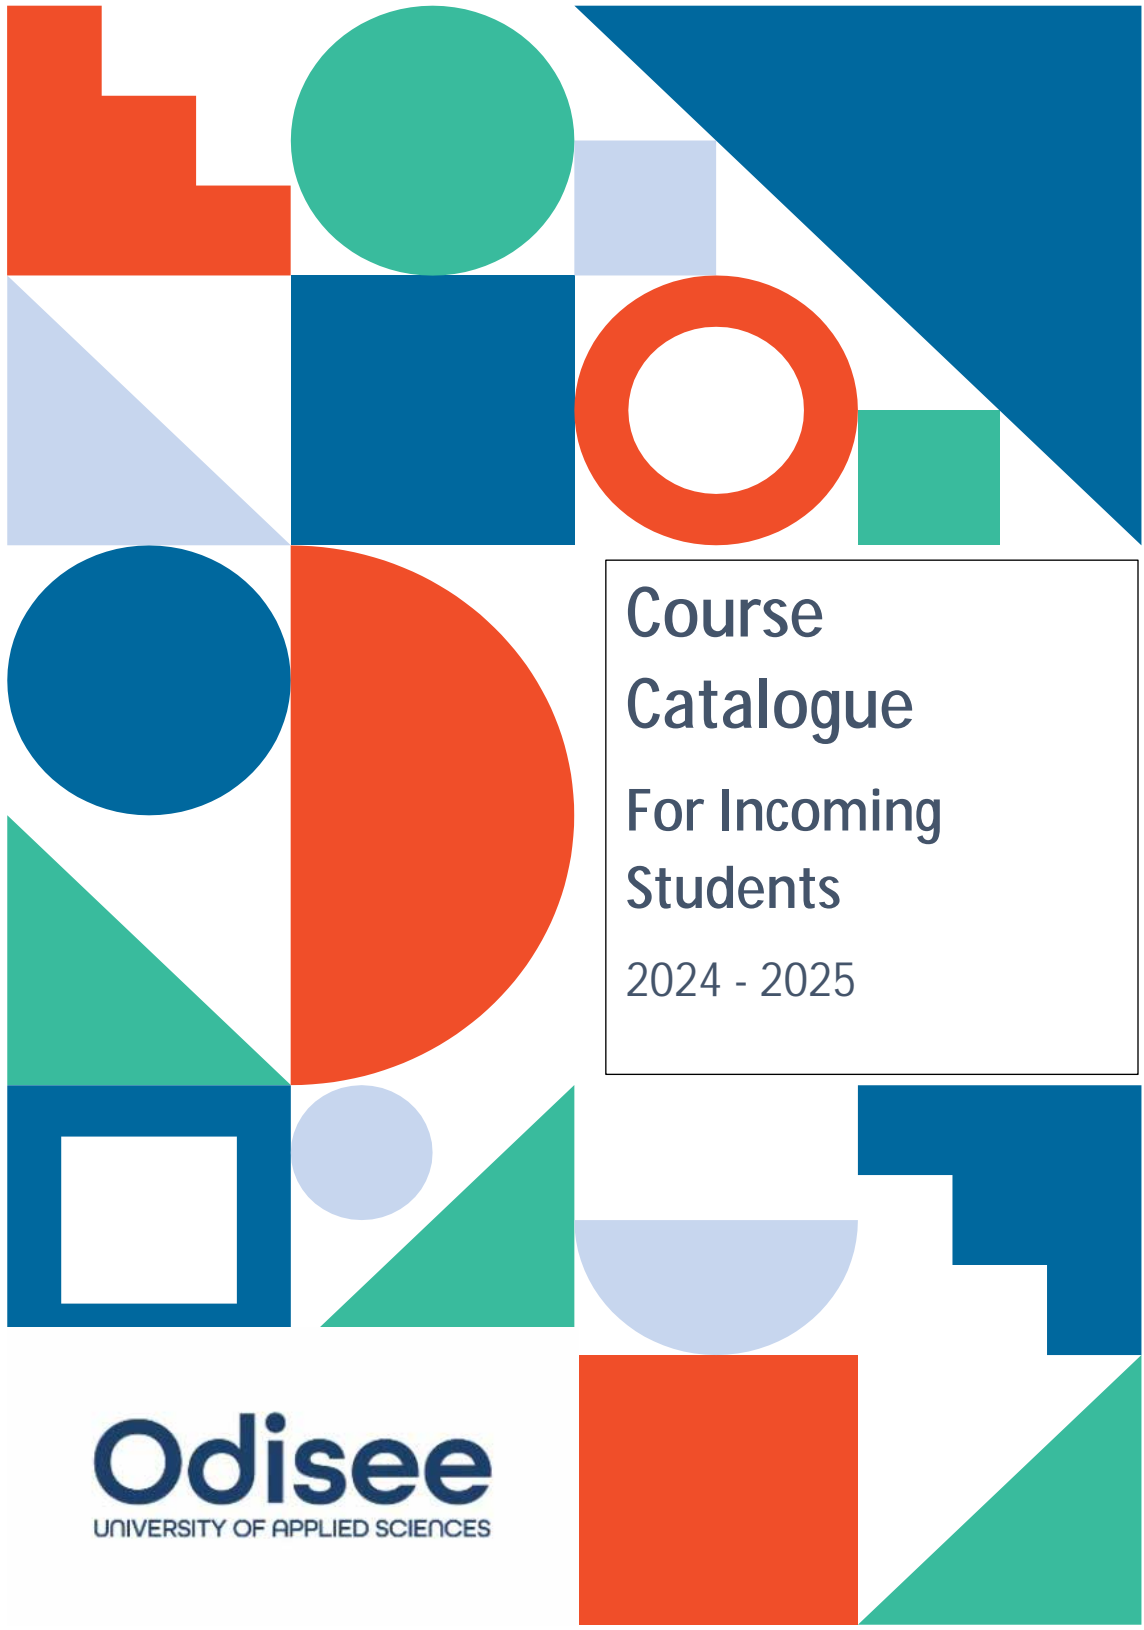 Course
Catalogue
For Incoming
Students
2024 - 2025
Odisee
UNIVERSITY OF APPLIED SCIENCES